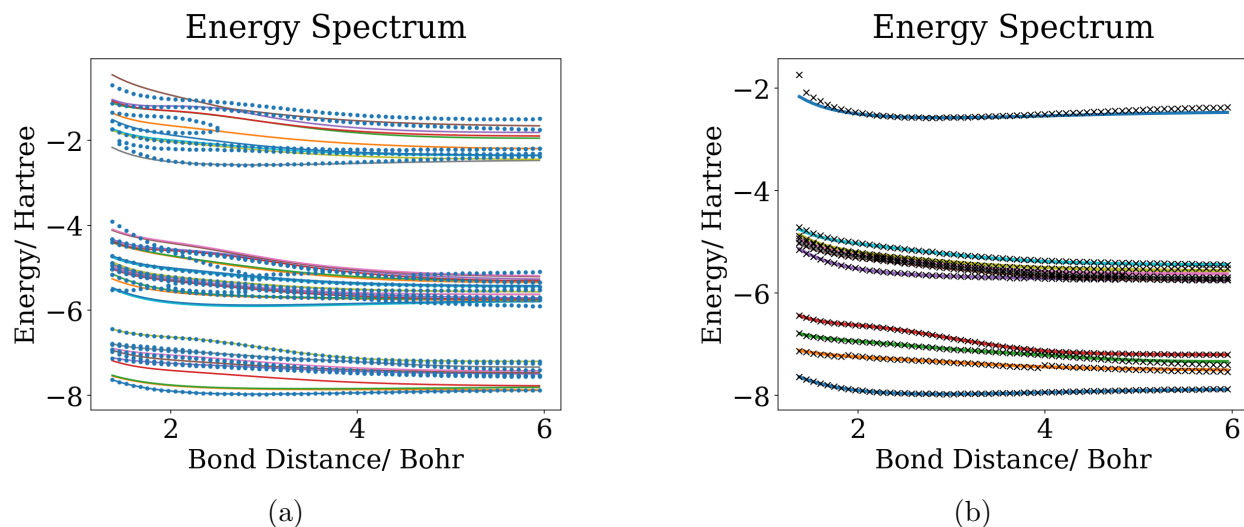 Energy Spectrum
Energy/ Hartree
−2
−4
−6
−8
2
4
6
Bond Distance/ Bohr
(a)
Energy Spectrum
Energy/ Hartree
−2
−4
−6
−8
2
4
6
Bond Distance/ Bohr
(b)